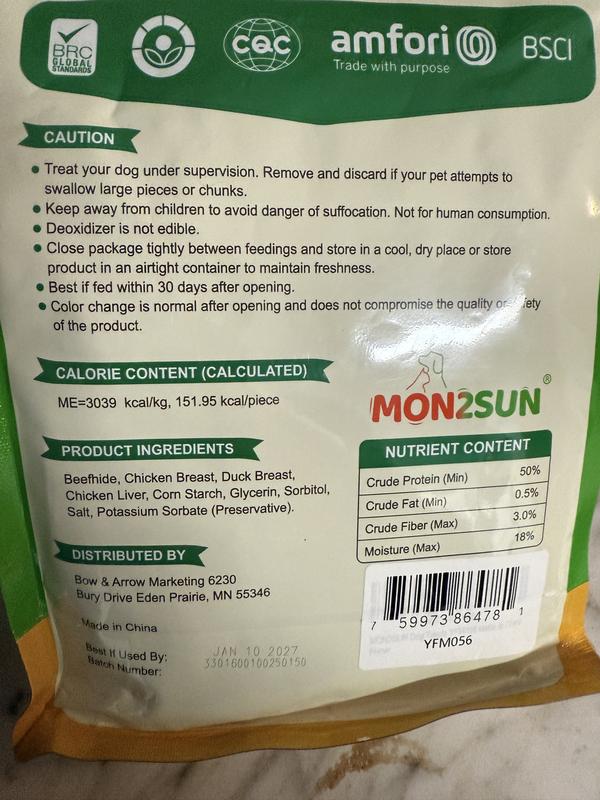 BRC
GLOBAL
STANDARDS
CQC
amfori
Trade with purpose
BSCI
CAUTION
Treat your dog under supervision. Remove and discard if your pet attempts to
swallow large pieces or chunks.
Keep away from children to avoid danger of suffocation. Not for human consumption.
Deoxidizer is not edible.
Close package tightly between feedings and store in a cool, dry place or store
product in an airtight container to maintain freshness.
Best if fed within 30 days after opening.
Color change is normal after opening and does not compromise the quality or safety
of the product.
CALORIE CONTENT (CALCULATED)
ME=3039 kcal/kg, 151.95 kcal/piece
MON2SUN®
PRODUCT INGREDIENTS
Beefhide, Chicken Breast, Duck Breast,
Chicken Liver, Corn Starch, Glycerin, Sorbitol,
Salt, Potassium Sorbate (Preservative).
NUTRIENT CONTENT
Crude Protein (Min) 50%
Crude Fat (Min) 0.5%
Crude Fiber (Max) 3.0%
Moisture (Max) 18%
DISTRIBUTED BY
Bow & Arrow Marketing 6230
Bury Drive Eden Prairie, MN 55346
Made in China
Best If Used By: JAN 10 2027
Batch Number: 3301600100250150
7 59973 86478 1
YFM056